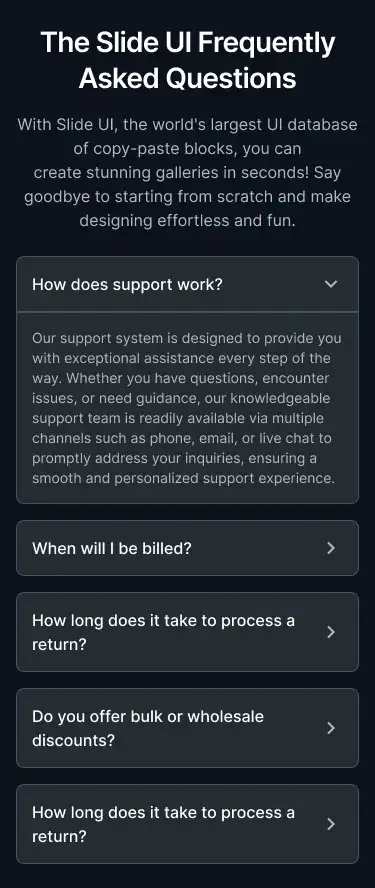 The Slide UI Frequently
Asked Questions
With Slide UI, the world's largest UI database
of copy-paste blocks, you can
create stunning galleries in seconds! Say
goodbye to starting from scratch and make
designing effortless and fun.
How does support work?
Our support system is designed to provide you
with exceptional assistance every step of the
way. Whether you have questions, encounter
issues, or need guidance, our knowledgeable
support team is readily available via multiple
channels such as phone, email, or live chat to
promptly address your inquiries, ensuring a
smooth and personalized support experience.
When will I be billed?
How long does it take to process a
return?
Do you offer bulk or wholesale
discounts?
How long does it take to process a
return?